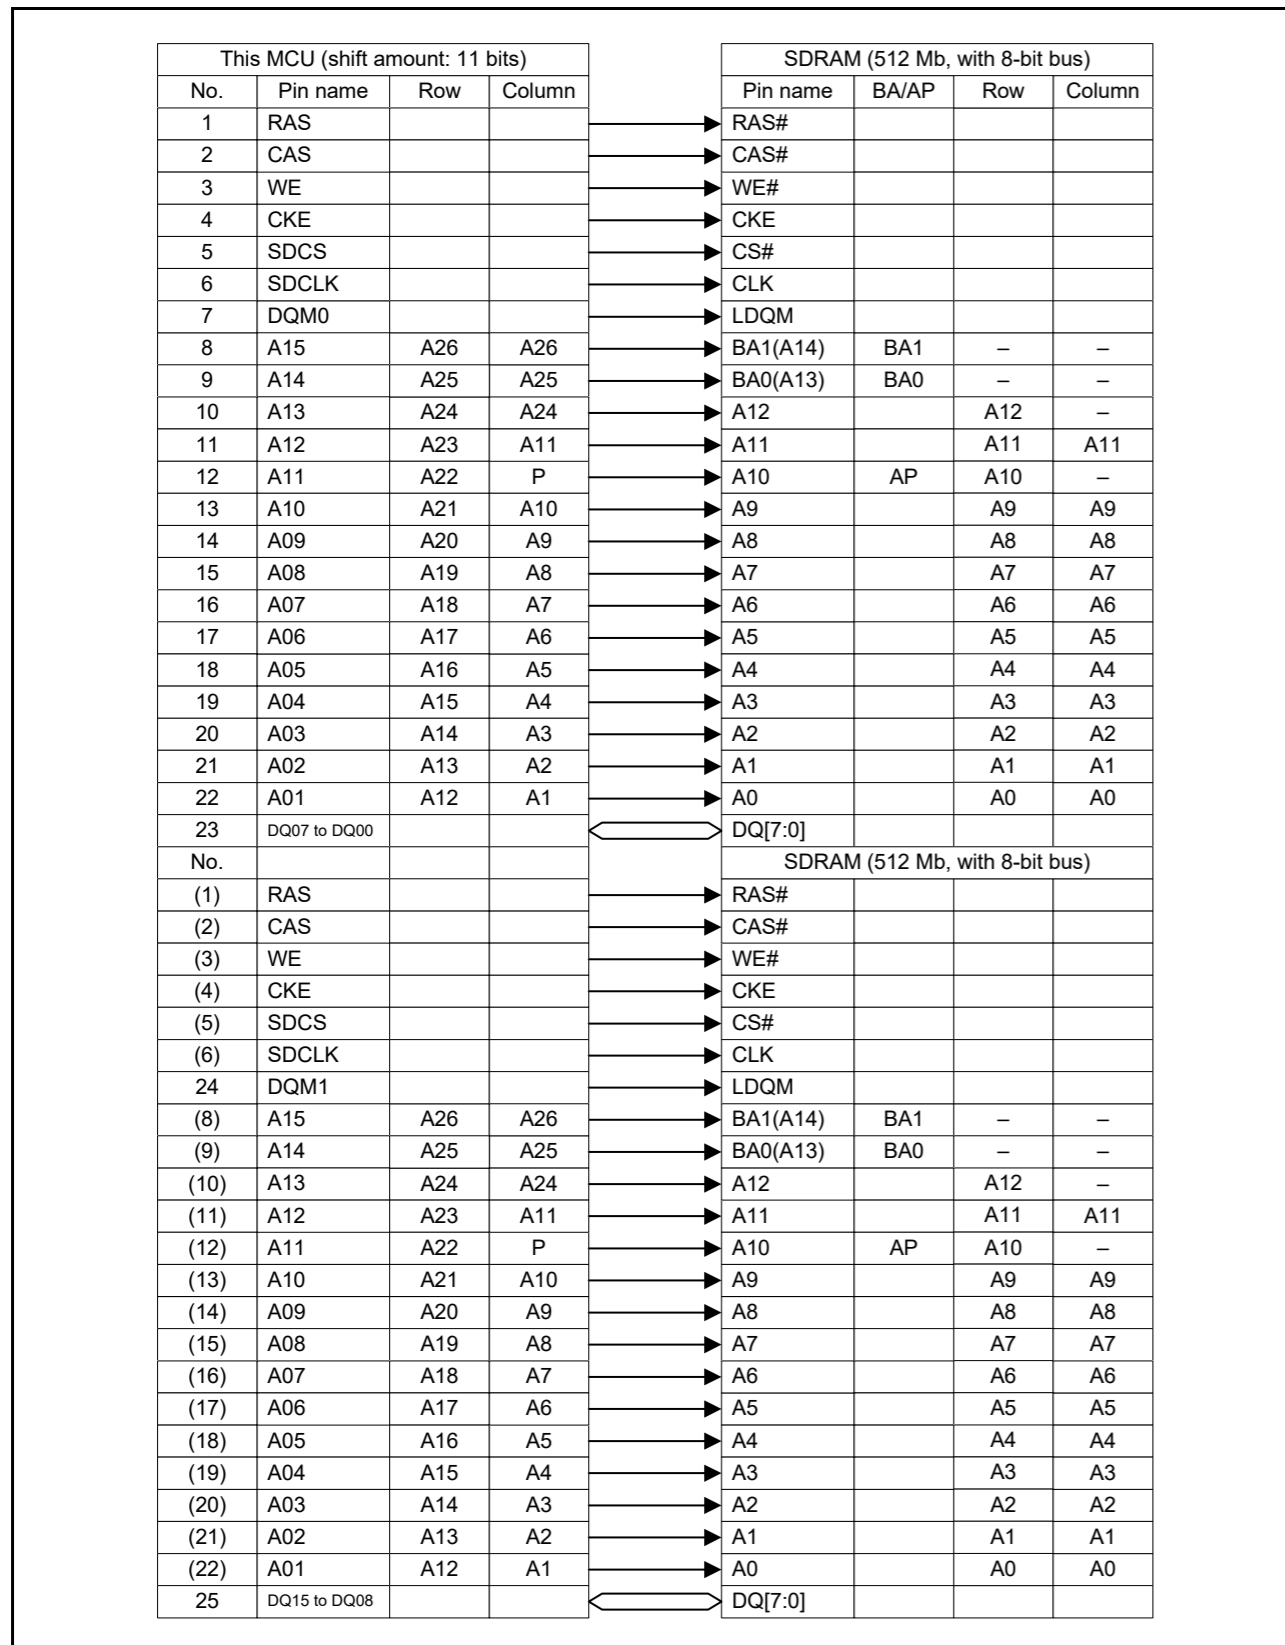 This MCU (shift amount: 11 bits) SDRAM (512 Mb, with 8-bit bus)
No. Pin name Row Column Pin name BA/AP Row Column
1 RAS RAS#
2 CAS CAS#
3 WE WE#
4 CKE CKE
5 SDCS CS#
6 SDCLK CLK
7 DQM0 LDQM
8 A15 A26 A26 BA1(A14) BA1 – –
9 A14 A25 A25 BA0(A13) BA0 – –
10 A13 A24 A24 A12 A12 –
11 A12 A23 A11 A11 A11 A11
12 A11 A22 P A10 AP A10 –
13 A10 A21 A10 A9 A9 A9
14 A09 A20 A9 A8 A8 A8
15 A08 A19 A8 A7 A7 A7
16 A07 A18 A7 A6 A6 A6
17 A06 A17 A6 A5 A5 A5
18 A05 A16 A5 A4 A4 A4
19 A04 A15 A4 A3 A3 A3
20 A03 A14 A3 A2 A2 A2
21 A02 A13 A2 A1 A1 A1
22 A01 A12 A1 A0 A0 A0
23 DQ07 to DQ00 DQ[7:0]
No. SDRAM (512 Mb, with 8-bit bus)
(1) RAS RAS#
(2) CAS CAS#
(3) WE WE#
(4) CKE CKE
(5) SDCS CS#
(6) SDCLK CLK
24 DQM1 LDQM
(8) A15 A26 A26 BA1(A14) BA1 – –
(9) A14 A25 A25 BA0(A13) BA0 – –
(10) A13 A24 A24 A12 A12 –
(11) A12 A23 A11 A11 A11 A11
(12) A11 A22 P A10 AP A10 –
(13) A10 A21 A10 A9 A9 A9
(14) A09 A20 A9 A8 A8 A8
(15) A08 A19 A8 A7 A7 A7
(16) A07 A18 A7 A6 A6 A6
(17) A06 A17 A6 A5 A5 A5
(18) A05 A16 A5 A4 A4 A4
(19) A04 A15 A4 A3 A3 A3
(20) A03 A14 A3 A2 A2 A2
(21) A02 A13 A2 A1 A1 A1
(22) A01 A12 A1 A0 A0 A0
25 DQ15 to DQ08 DQ[7:0]